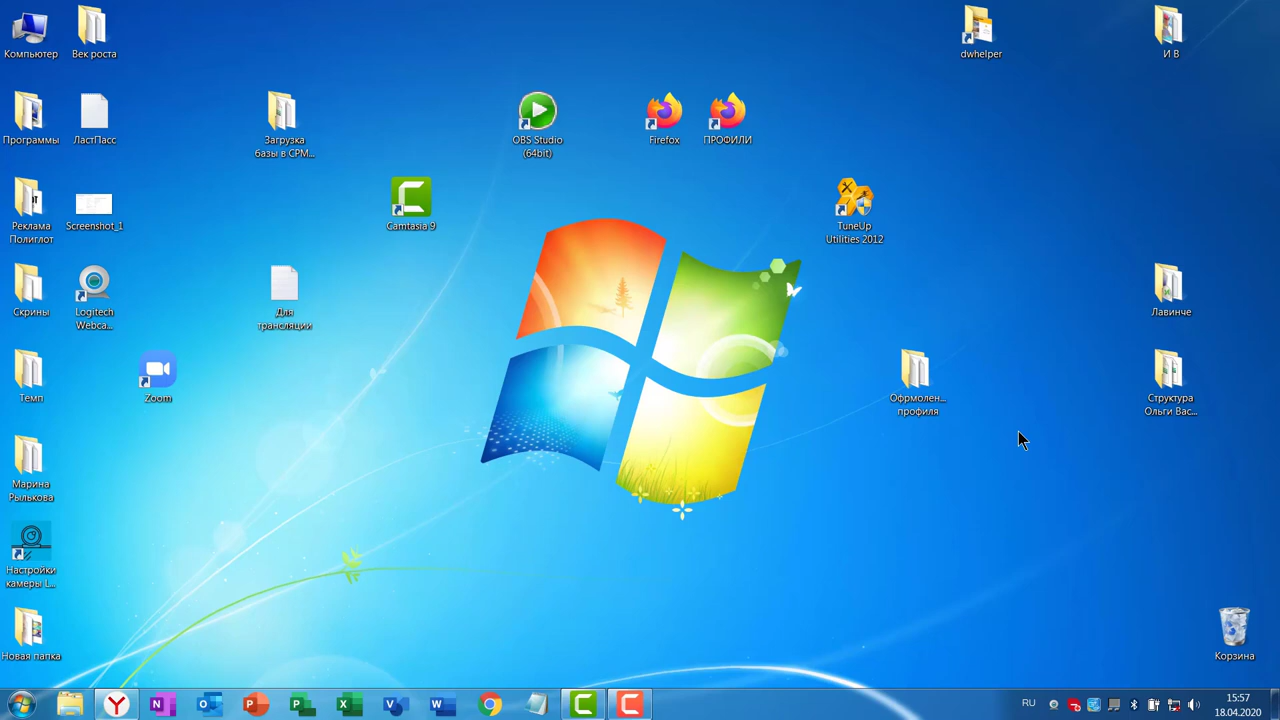 Компьютер
Век роста
dwhelper
И В
Программы
ЛастПасс
Загрузка
базы в СРМ...
OBS Studio
(64bit)
Firefox
ПРОФИЛИ
Реклама
Полиглот
Screenshot_1
Camtasia 9
TuneUp
Utilities 2012
Скрины
Logitech
Webca...
Для
трансляции
Лавинче
Темп
Zoom
Офрмолен...
профиля
Структура
Ольги Вас...
Марина
Рылькова
Настройки
камеры L...
Новая папка
Корзина
RU
15:57
18.04.2020